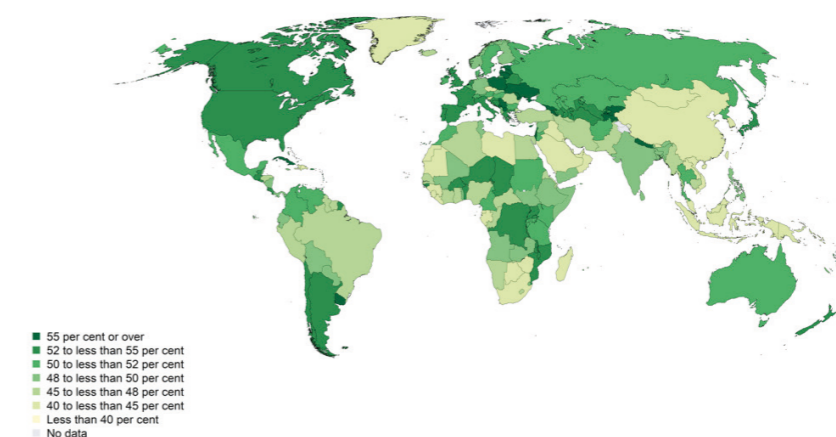 55 per cent or over
52 to less than 55 per cent
50 to less than 52 per cent
48 to less than 50 per cent
45 to less than 48 per cent
40 to less than 45 per cent
Less than 40 per cent
No data